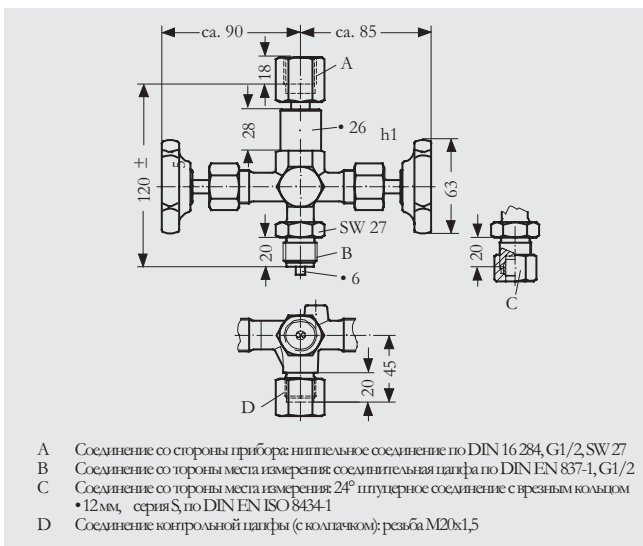 ca. 90
ca. 85
18
A
28
• 26
h1
120 ± 5
63
SW 27
20
B
• 6
20
C
45
20
D
A Соединение со стороны прибора: ниппельное соединение по DIN 16 284, G1/2, SW 27
B Соединение со тороны места измерения: соединительная цапфа по DIN EN 837-1, G1/2
C Соединение со тороны места измерения: 24° штуцерное соединение с врезным кольцом
• 12 мм, серия S, по DIN EN ISO 8434-1
D Соединение контрольной цапфы (с колпачком): резьба M20x1,5